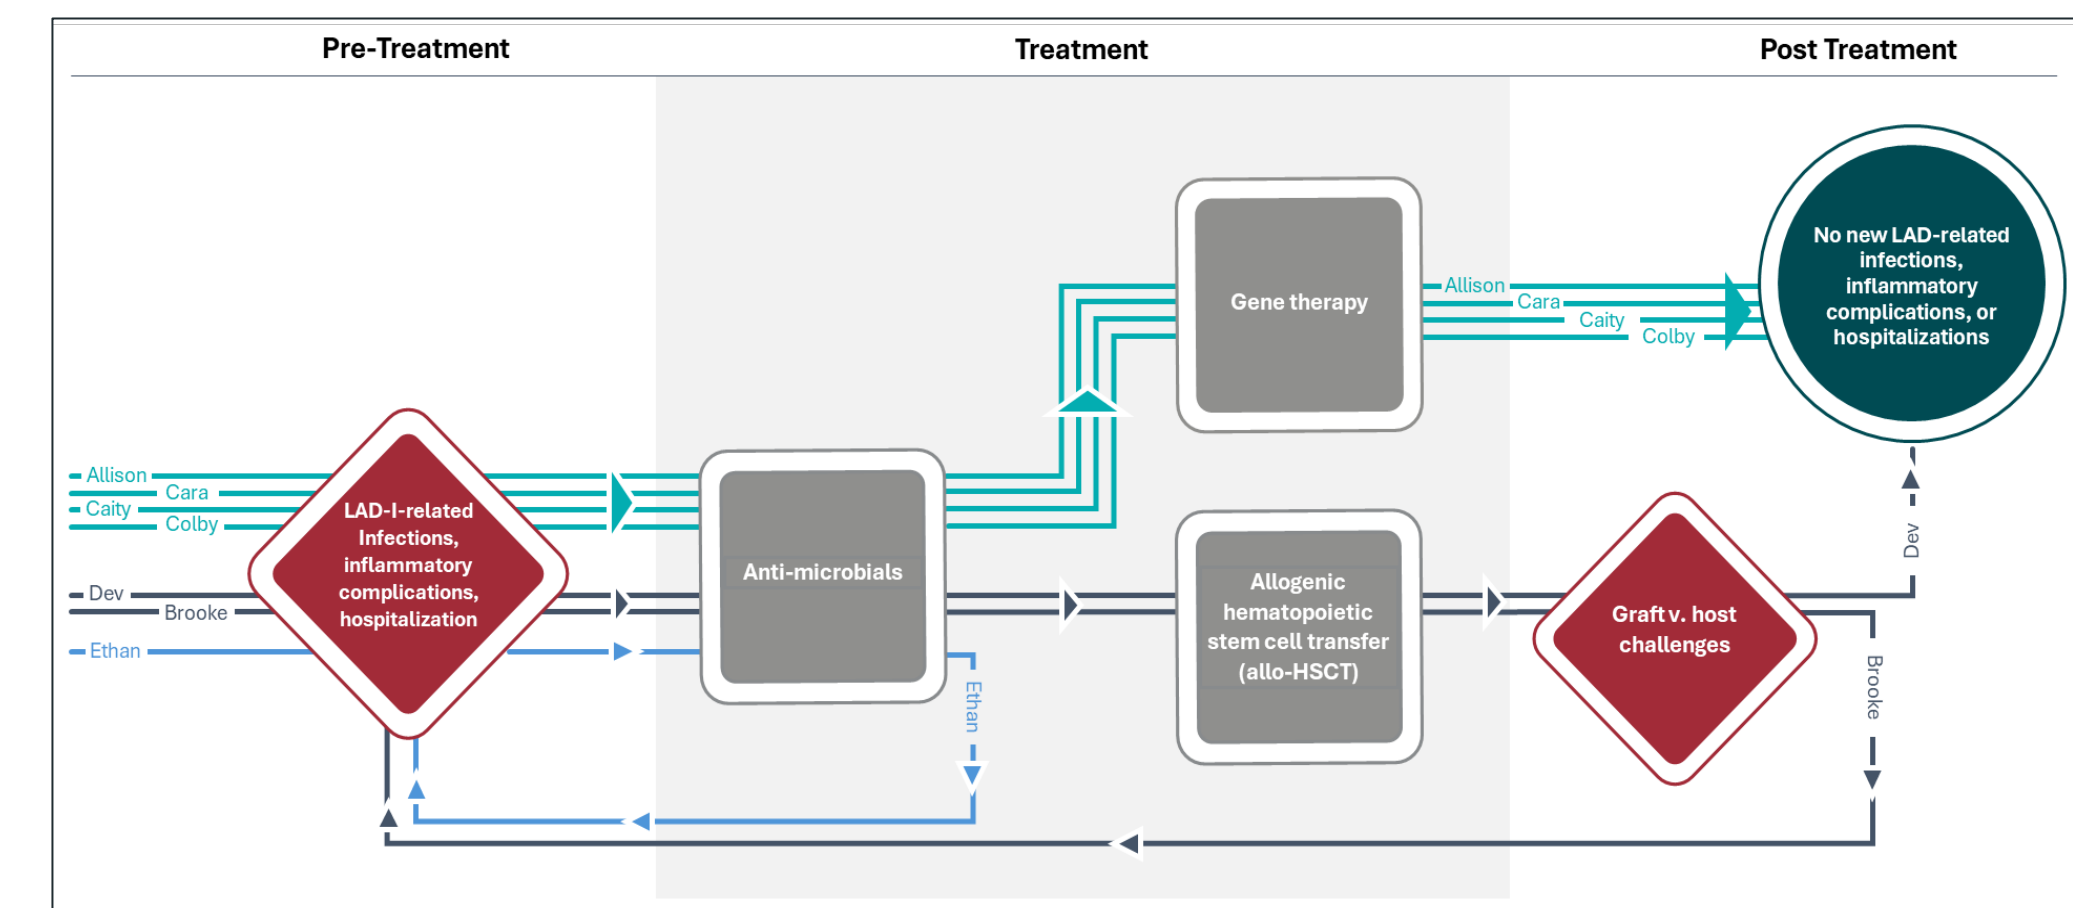 Pre-Treatment
Treatment
Post Treatment
Allison
Cara
Caity
Colby
Dev
Brooke
Ethan
LAD-I-related
Infections,
inflammatory
complications,
hospitalization
Anti-microbials
Ethan
Gene therapy
Allogenic
hematopoietic
stem cell transfer
(allo-HSCT)
Allison
Cara
Caity
Colby
No new LAD-related
infections,
inflammatory
complications, or
hospitalizations
Graft v. host
challenges
Dev
Brooke